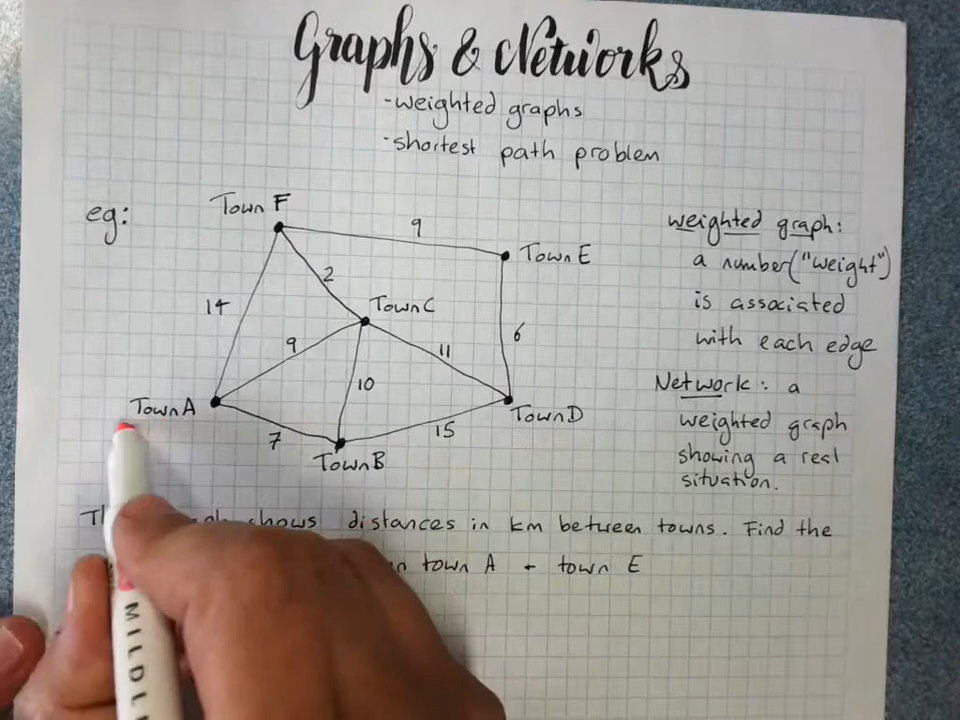 Graphs & Networks
-weighted graphs
-shortest path problem
eg:
Town F
9
Town E
2
14
Town C
9
11
6
10
Town A
Town D
7
15
Town B
weighted graph:
a number("weight")
is associated
with each edge
Network: a
weighted graph
showing a real
situation.
shows distances in km between towns. Find the
town A + town E
MILDL